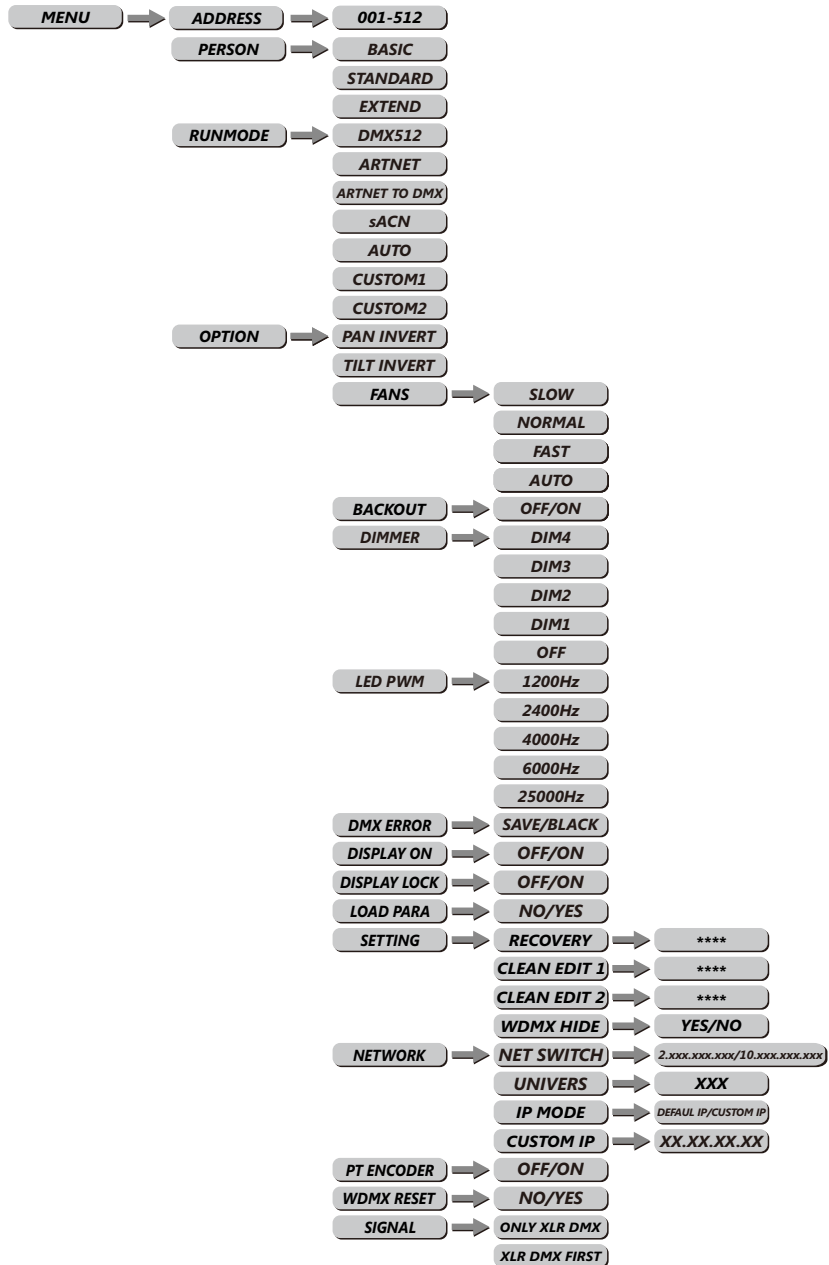 MENU ADDRESS 001-512
PERSON BASIC
STANDARD
EXTEND
RUNMODE DMX512
ARTNET
ARTNET TO DMX
sACN
AUTO
CUSTOM1
CUSTOM2
OPTION PAN INVERT
TILT INVERT
FANS SLOW
NORMAL
FAST
AUTO
BACKOUT OFF/ON
DIMMER DIM4
DIM3
DIM2
DIM1
OFF
LED PWM 1200Hz
2400Hz
4000Hz
6000Hz
25000Hz
DMX ERROR SAVE/BLACK
DISPLAY ON OFF/ON
DISPLAY LOCK OFF/ON
LOAD PARA NO/YES
SETTING RECOVERY ****
CLEAN EDIT 1 ****
CLEAN EDIT 2 ****
WDMX HIDE YES/NO
NETWORK NET SWITCH 2.xxx.xxx.xxx/10.xxx.xxx.xxx
UNIVERS XXX
IP MODE DEFAUL IP/CUSTOM IP
CUSTOM IP XX.XX.XX.XX
PT ENCODER OFF/ON
WDMX RESET NO/YES
SIGNAL ONLY XLR DMX
XLR DMX FIRST